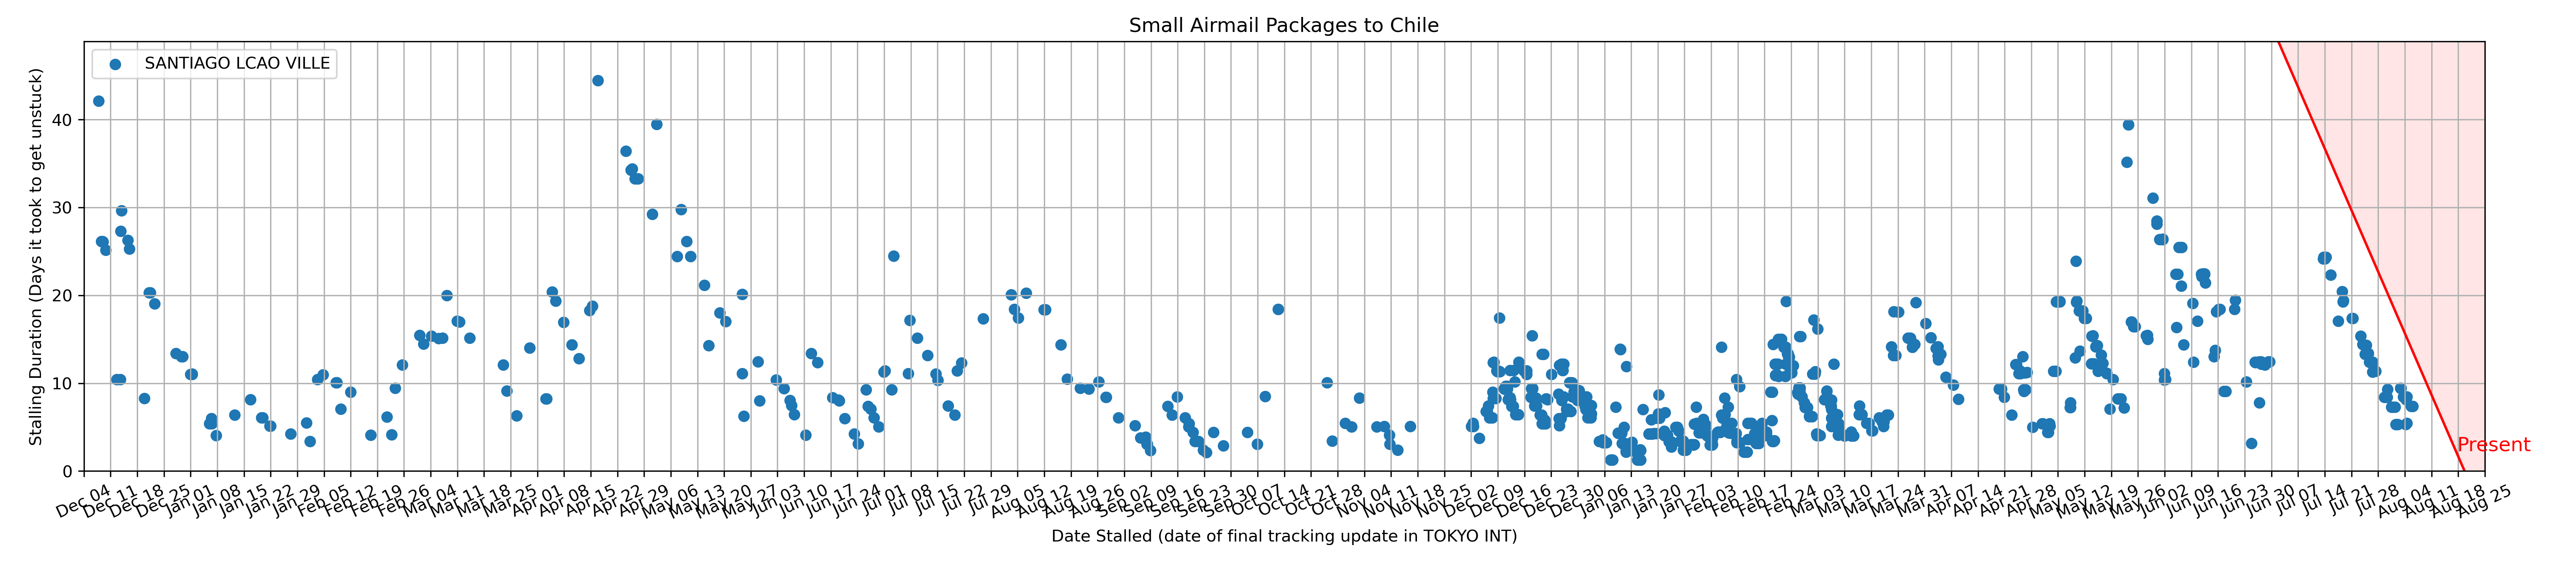 Small Airmail Packages to Chile
SANTIAGO LCAO VILLE
Stalling Duration (Days it took to get unstuck)
40
30
20
10
0
Present
Dec 04
Dec 11
Dec 18
Dec 25
Jan 01
Jan 08
Jan 15
Jan 22
Jan 29
Feb 05
Feb 12
Feb 19
Feb 26
Mar 04
Mar 11
Mar 18
Mar 25
Apr 01
Apr 08
Apr 15
Apr 22
Apr 29
May 06
May 13
May 20
May 27
Jun 03
Jun 10
Jun 17
Jun 24
Jul 01
Jul 08
Jul 15
Jul 22
Jul 29
Aug 05
Aug 12
Aug 19
Aug 26
Sep 02
Sep 09
Sep 16
Sep 23
Sep 30
Oct 07
Oct 14
Oct 21
Oct 28
Nov 04
Nov 11
Nov 18
Nov 25
Dec 02
Dec 09
Dec 16
Dec 23
Dec 30
Jan 06
Jan 13
Jan 20
Jan 27
Feb 03
Feb 10
Feb 17
Feb 24
Mar 03
Mar 10
Mar 17
Mar 24
Mar 31
Apr 07
Apr 14
Apr 21
Apr 28
May 05
May 12
May 19
May 26
Jun 02
Jun 09
Jun 16
Jun 23
Jun 30
Jul 07
Jul 14
Jul 21
Jul 28
Aug 04
Aug 11
Aug 18
Aug 25
Date Stalled (date of final tracking update in TOKYO INT)